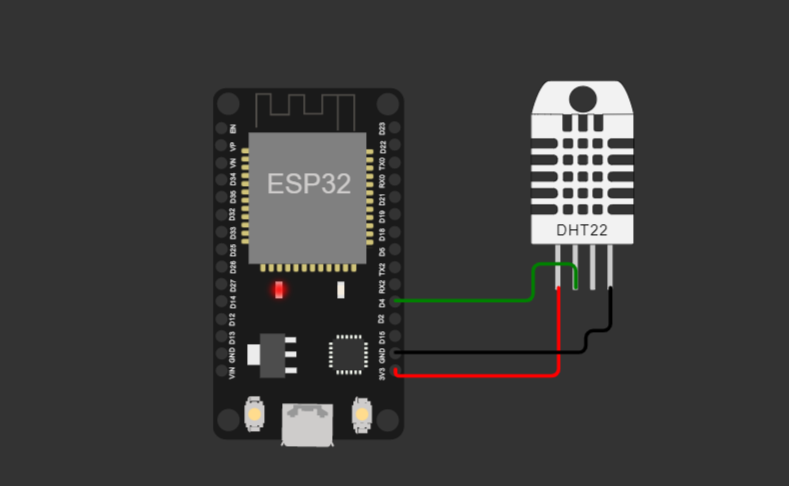 EN
VP
VN
D34
D35
D32
D33
D25
D26
D27
D14
D12
D13
GND
VIN
ESP32
D23
D22
TX0
RX0
D21
D19
D18
D5
TX2
RX2
D4
D2
D15
GND
3V3
DHT22